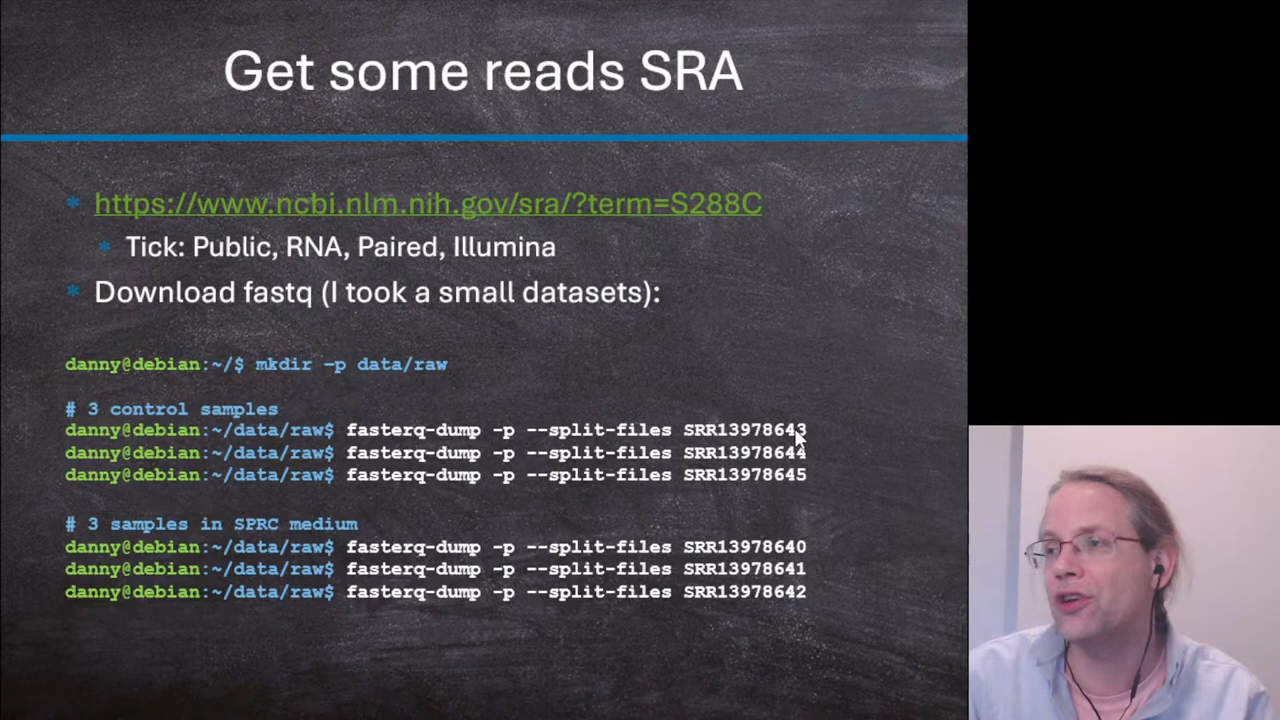 Get some reads SRA
* https://www.ncbi.nlm.nih.gov/sra/?term=S288C
* Tick: Public, RNA, Paired, Illumina
* Download fastq (I took a small datasets):
danny@debian:~/$ mkdir -p data/raw
# 3 control samples
danny@debian:~/data/raw$ fasterq-dump -p --split-files SRR13978643
danny@debian:~/data/raw$ fasterq-dump -p --split-files SRR13978644
danny@debian:~/data/raw$ fasterq-dump -p --split-files SRR13978645
# 3 samples in SPRC medium
danny@debian:~/data/raw$ fasterq-dump -p --split-files SRR13978640
danny@debian:~/data/raw$ fasterq-dump -p --split-files SRR13978641
danny@debian:~/data/raw$ fasterq-dump -p --split-files SRR13978642